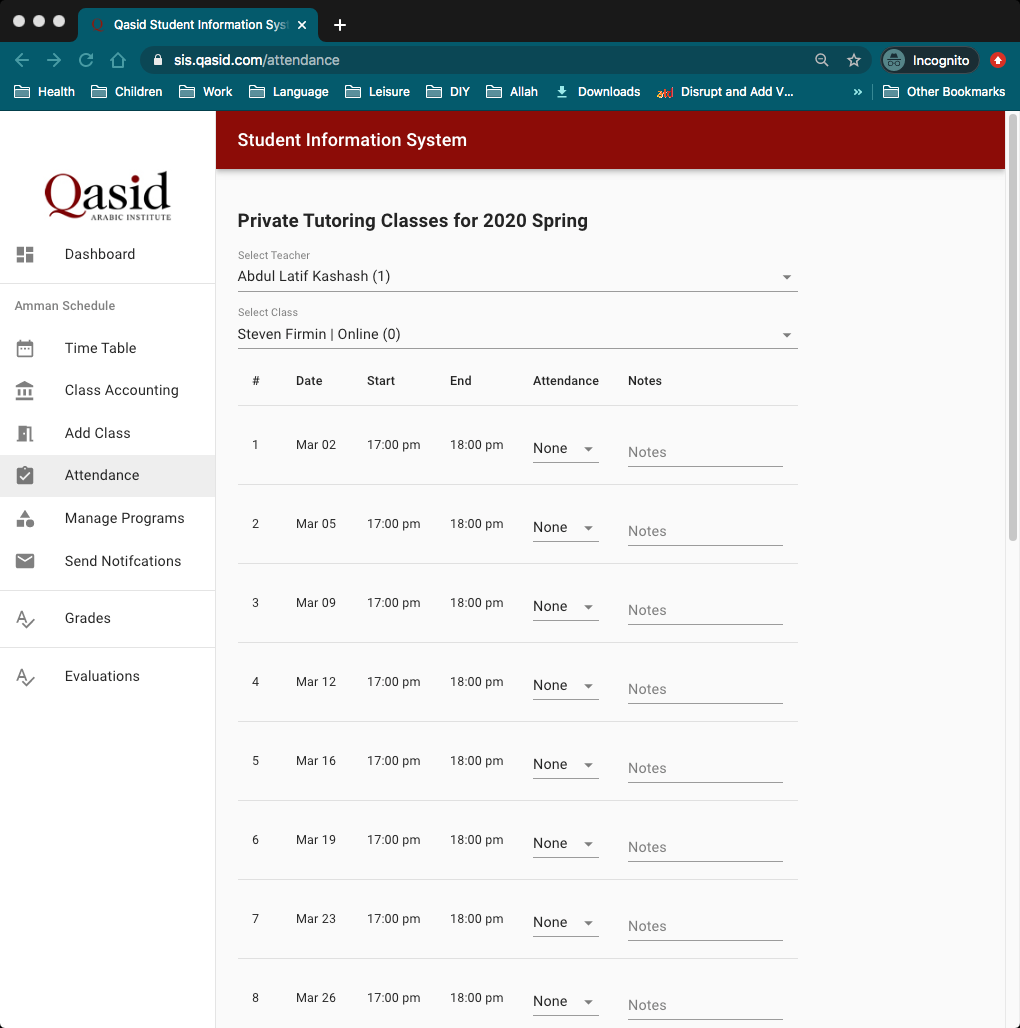 Qasid Student Information Syst
sis.qasid.com/attendance
Incognito
Health Children Work Language Leisure DIY Allah Downloads Disrupt and Add V... » Other Bookmarks
Qasid
ARABIC INSTITUTE
Dashboard
Amman Schedule
Time Table
Class Accounting
Add Class
Attendance
Manage Programs
Send Notifcations
Grades
Evaluations
Student Information System
Private Tutoring Classes for 2020 Spring
Select Teacher
Abdul Latif Kashash (1)
Select Class
Steven Firmin | Online (0)
# Date Start End Attendance Notes
1 Mar 02 17:00 pm 18:00 pm None Notes
2 Mar 05 17:00 pm 18:00 pm None Notes
3 Mar 09 17:00 pm 18:00 pm None Notes
4 Mar 12 17:00 pm 18:00 pm None Notes
5 Mar 16 17:00 pm 18:00 pm None Notes
6 Mar 19 17:00 pm 18:00 pm None Notes
7 Mar 23 17:00 pm 18:00 pm None Notes
8 Mar 26 17:00 pm 18:00 pm None Notes